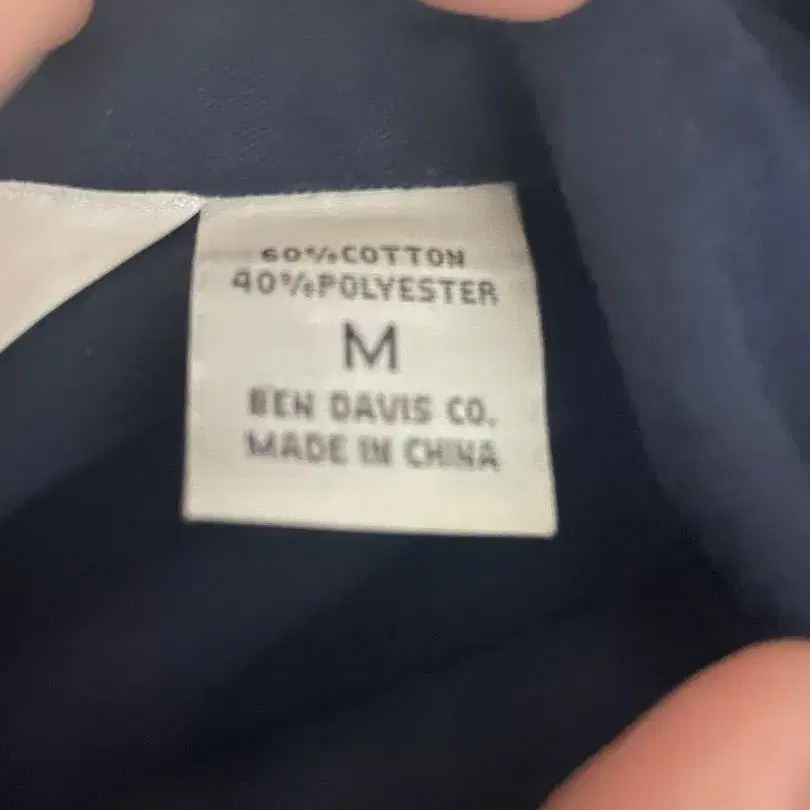 60%COTTON
40%POLYESTER
M
BEN DAVIS CO.
MADE IN CHINA